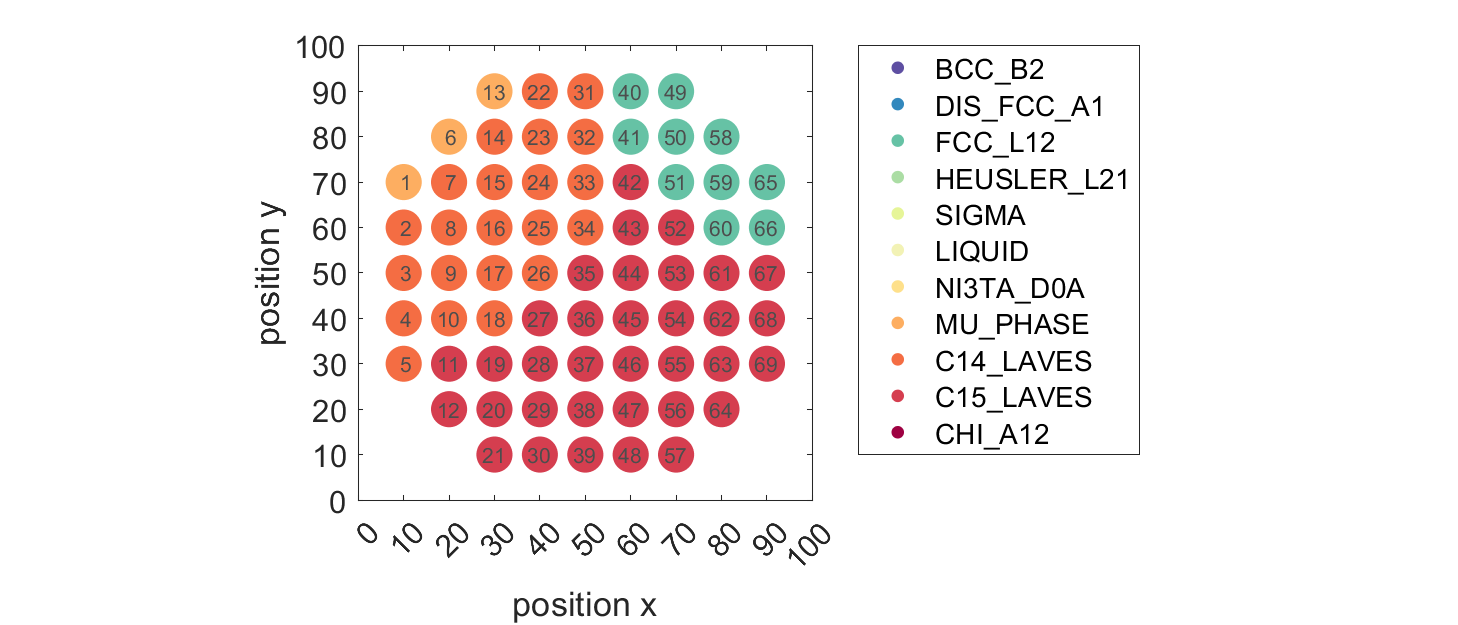 100
90
80
70
60
50
40
30
20
10
0
position y
13 22 31 40 49
6 14 23 32 41 50 58
1 7 15 24 33 42 51 59 65
2 8 16 25 34 43 52 60 66
3 9 17 26 35 44 53 61 67
4 10 18 27 36 45 54 62 68
5 11 19 28 37 46 55 63 69
12 20 29 38 47 56 64
21 30 39 48 57
0 10 20 30 40 50 60 70 80 90 100
position x
BCC_B2
DIS_FCC_A1
FCC_L12
HEUSLER_L21
SIGMA
LIQUID
NI3TA_D0A
MU_PHASE
C14_LAVES
C15_LAVES
CHI_A12